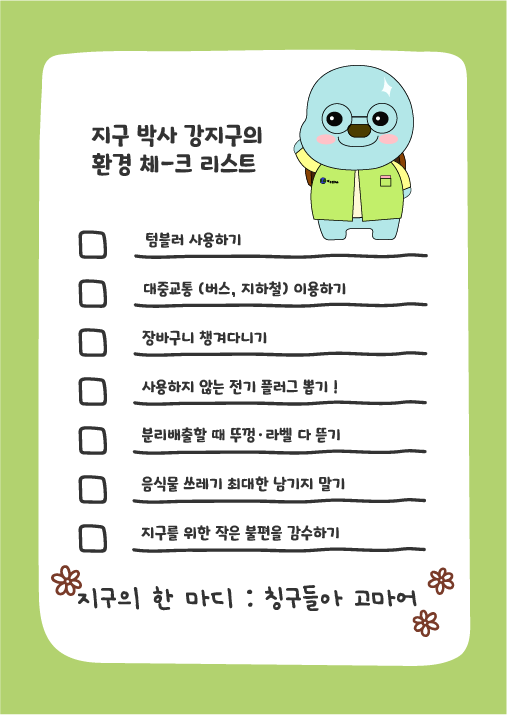 지구 박사 강지구의
환경 체-크 리스트
텀블러 사용하기
대중교통 (버스, 지하철) 이용하기
장바구니 챙겨다니기
사용하지 않는 전기 플러그 뽑기 !
분리배출할 때 뚜껑·라벨 다 뜯기
음식물 쓰레기 최대한 남기지 말기
지구를 위한 작은 불편을 감수하기
지구의 한 마디 : 칭구들아 고마어